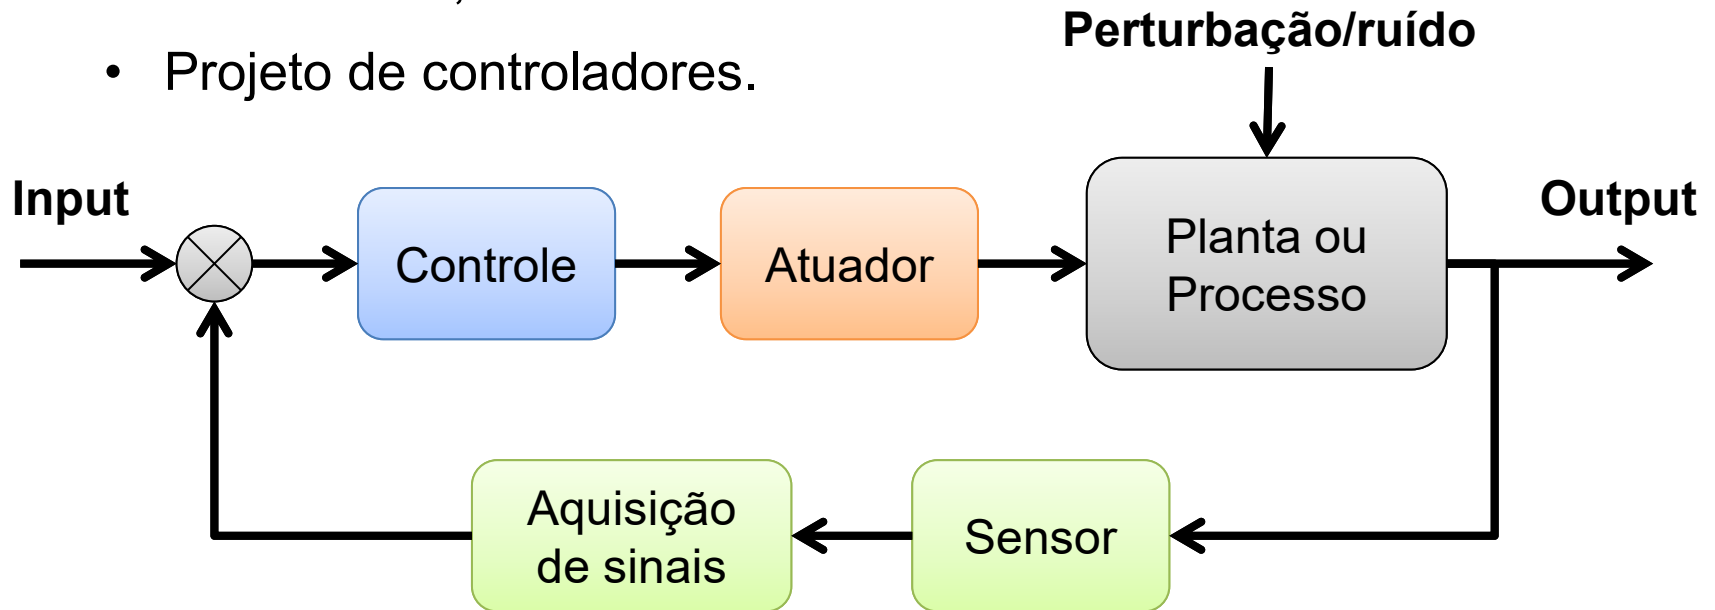 • Projeto de controladores.
Perturbação/ruído
Input
Controle
Atuador
Planta ou
Processo
Output
Aquisição
de sinais
Sensor